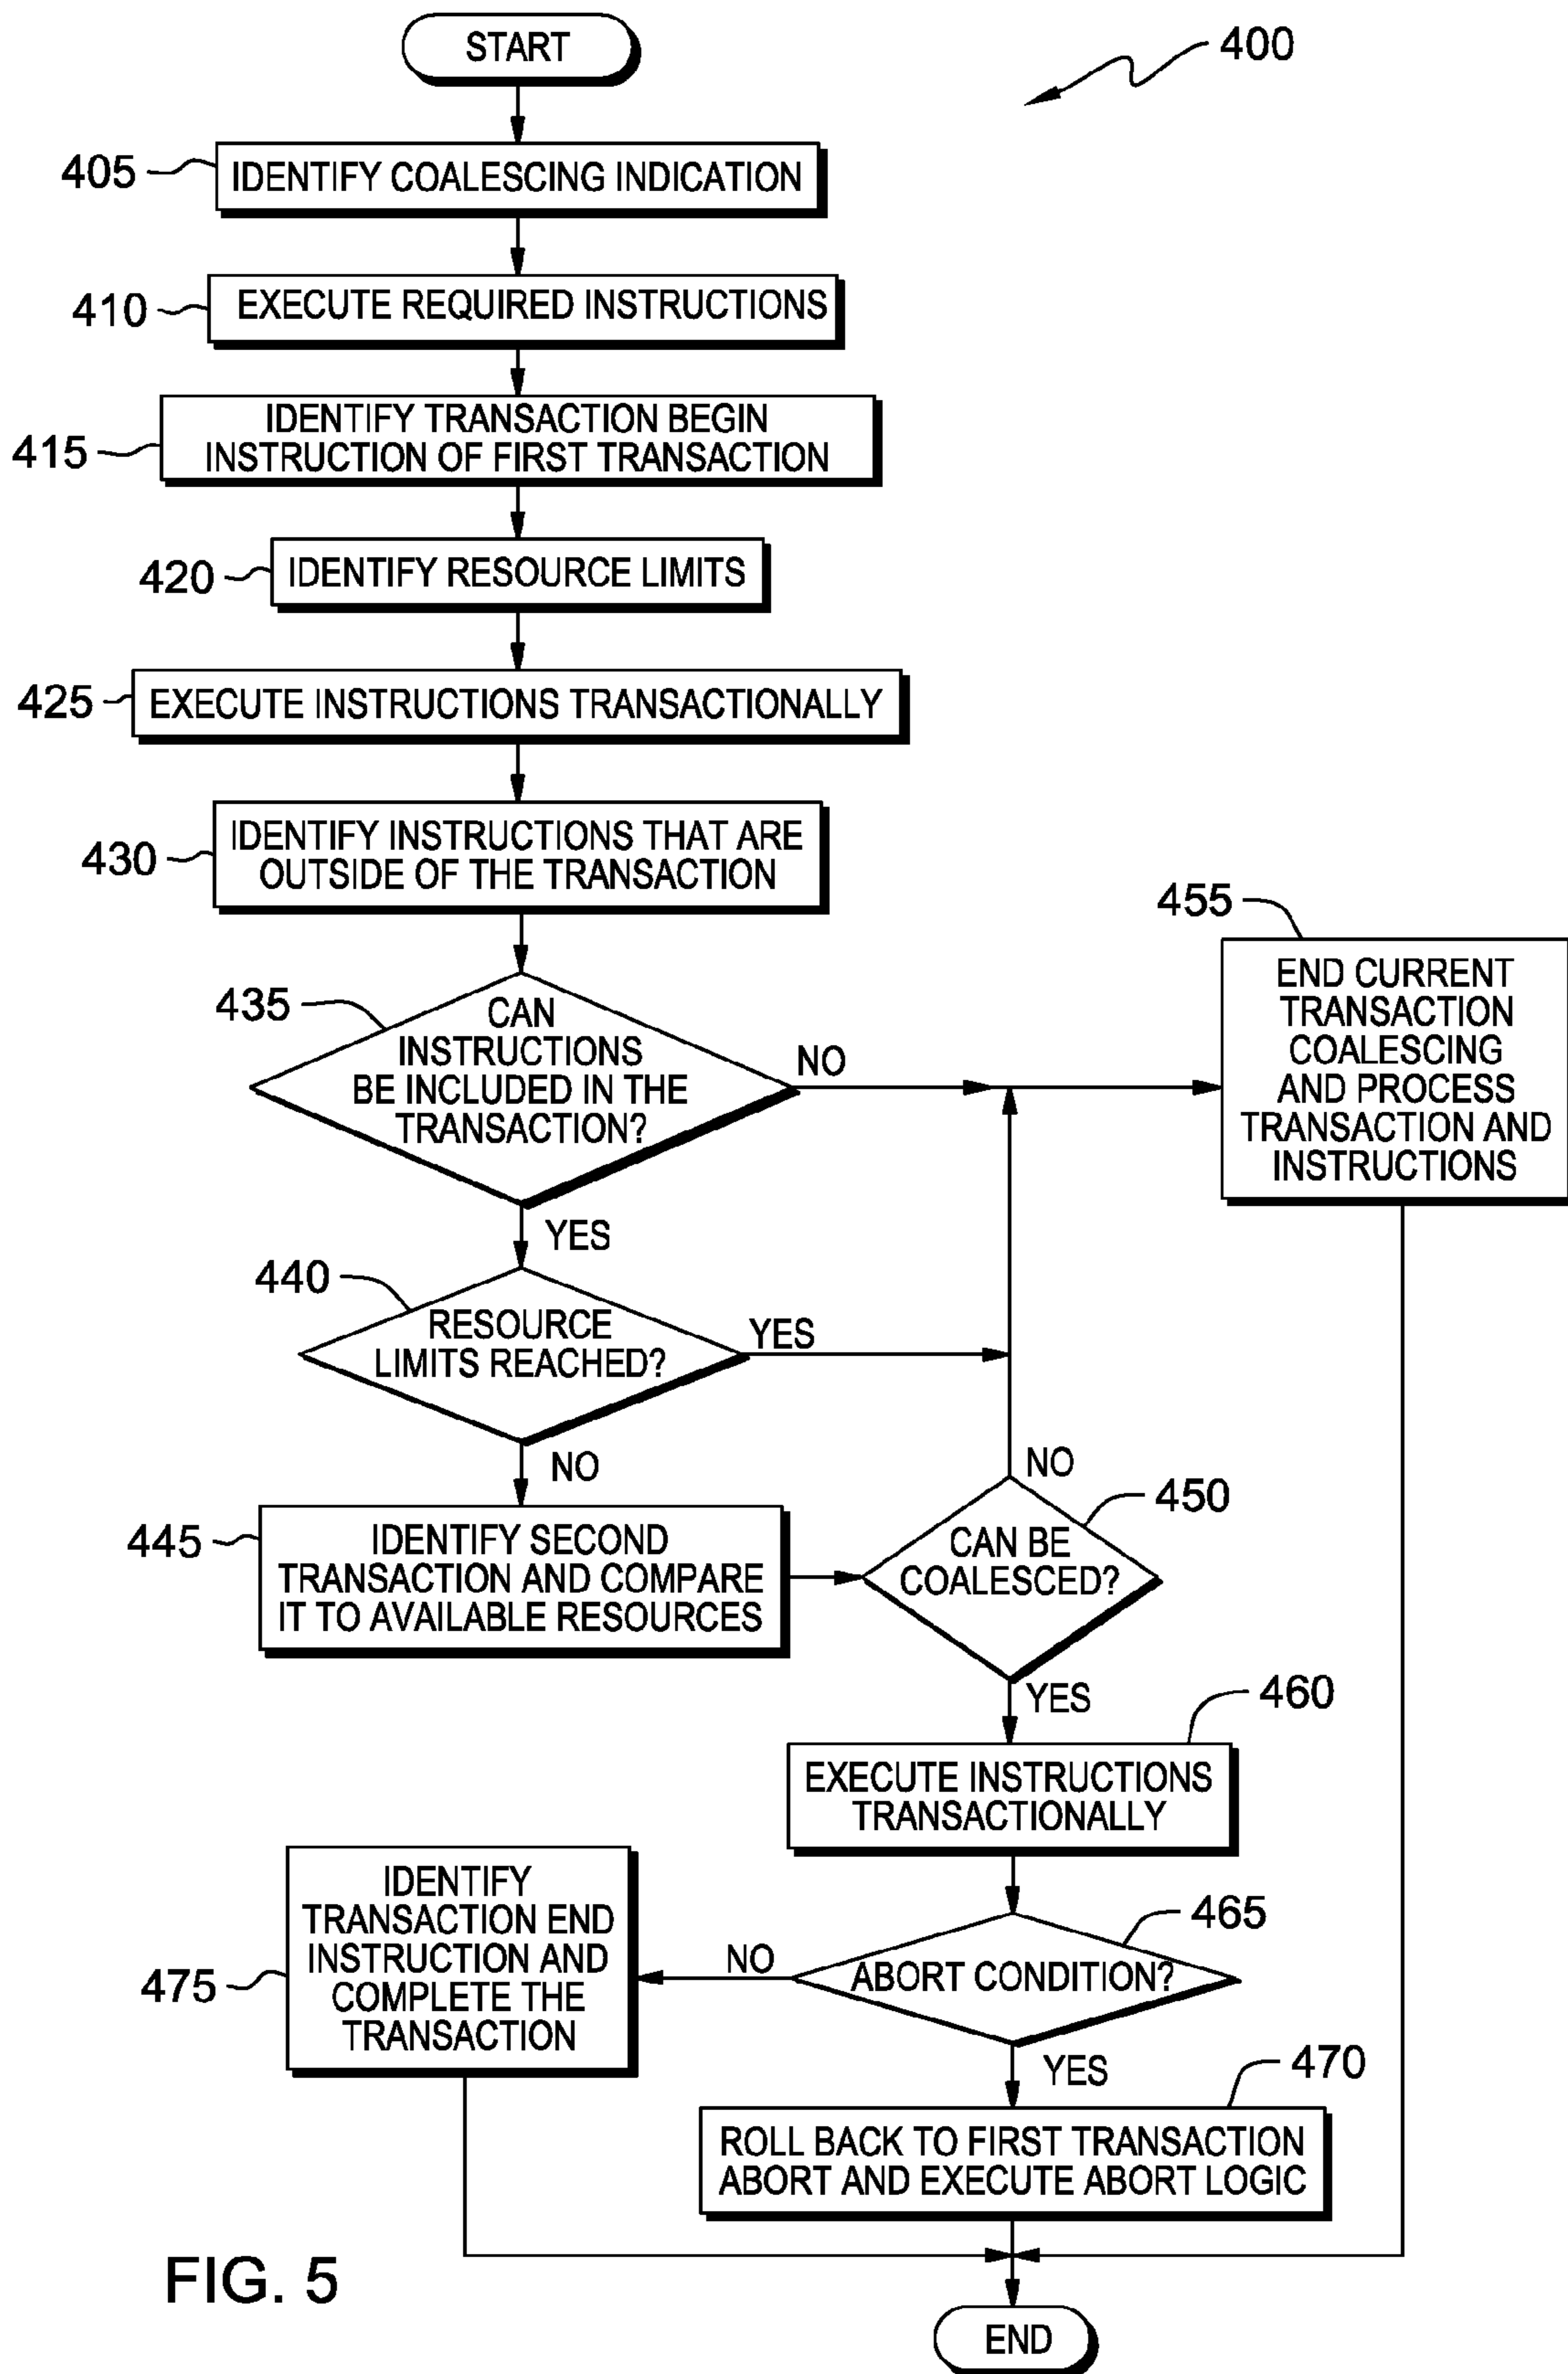 START
400
405
IDENTIFY COALESCING INDICATION
410
EXECUTE REQUIRED INSTRUCTIONS
415
IDENTIFY TRANSACTION BEGIN
INSTRUCTION OF FIRST TRANSACTION
420
IDENTIFY RESOURCE LIMITS
425
EXECUTE INSTRUCTIONS TRANSACTIONALLY
430
IDENTIFY INSTRUCTIONS THAT ARE
OUTSIDE OF THE TRANSACTION
435
CAN
INSTRUCTIONS
BE INCLUDED IN THE
TRANSACTION?
NO
455
END CURRENT
TRANSACTION
COALESCING
AND PROCESS
TRANSACTION AND
INSTRUCTIONS
YES
440
RESOURCE
LIMITS REACHED?
YES
NO
445
IDENTIFY SECOND
TRANSACTION AND COMPARE
IT TO AVAILABLE RESOURCES
NO
450
CAN BE
COALESCED?
YES
460
EXECUTE INSTRUCTIONS
TRANSACTIONALLY
465
ABORT CONDITION?
NO
475
IDENTIFY
TRANSACTION END
INSTRUCTION AND
COMPLETE THE
TRANSACTION
YES
470
ROLL BACK TO FIRST TRANSACTION
ABORT AND EXECUTE ABORT LOGIC
FIG. 5
END